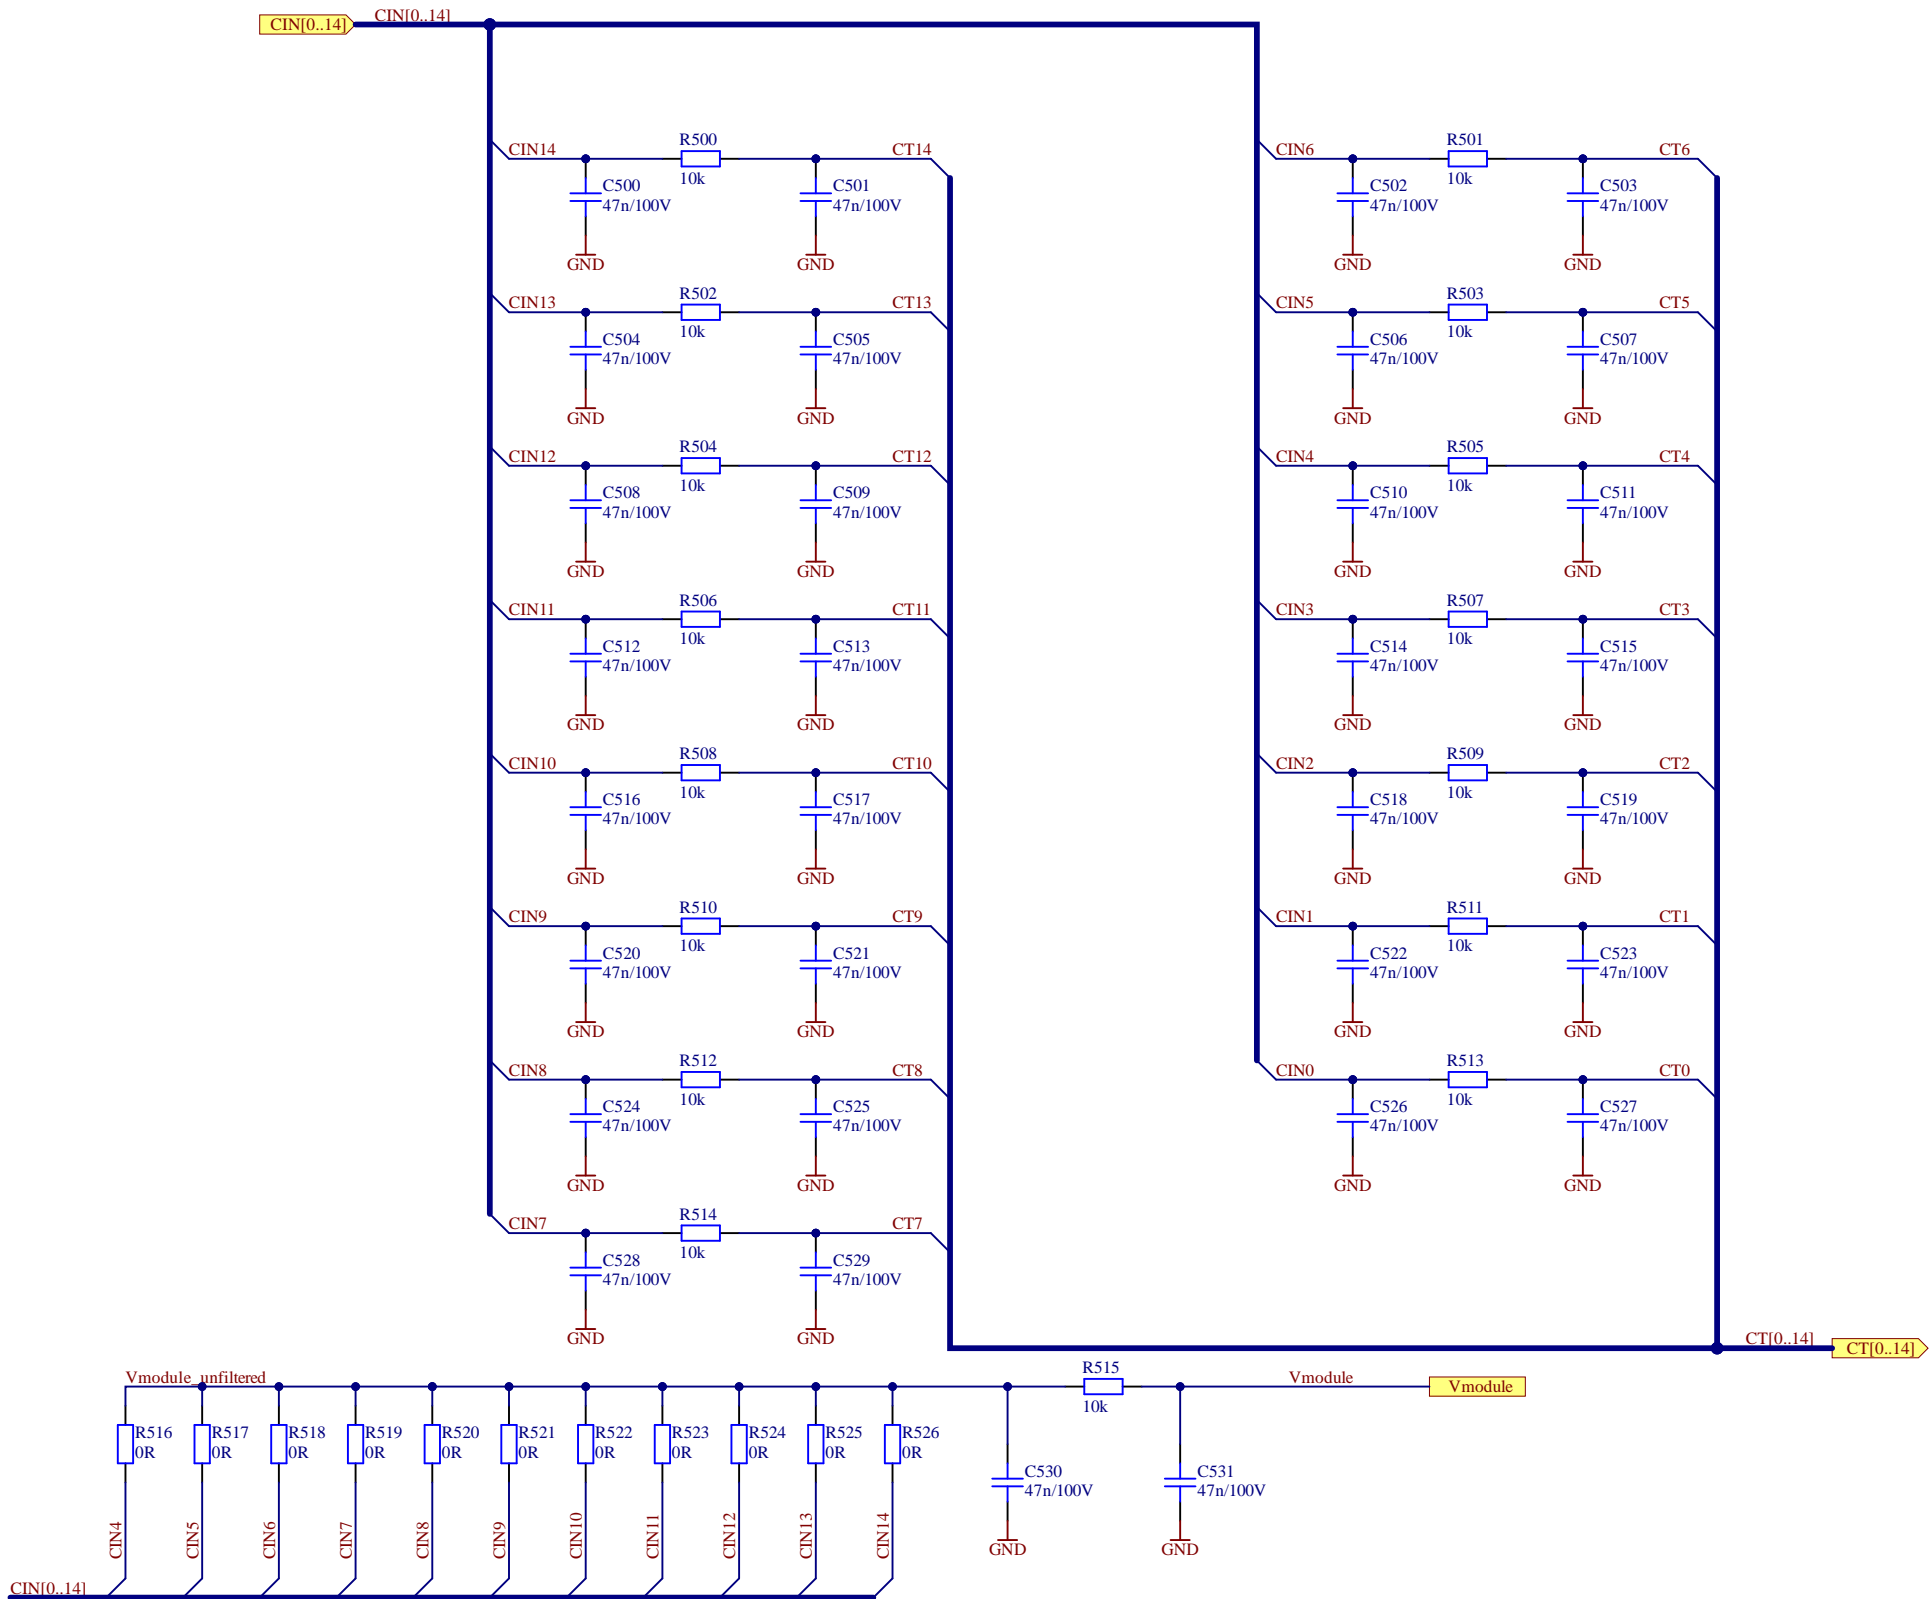 CIN[0..14] CIN[0..14]
R500 R501
CIN14 CT14 CIN6 CT6
10k 10k
C500 C501 C502 C503
47n/100V 47n/100V 47n/100V 47n/100V
GND GND GND GND
R502 R503
CIN13 CT13 CIN5 CT5
10k 10k
C504 C505 C506 C507
47n/100V 47n/100V 47n/100V 47n/100V
GND GND GND GND
R504 R505
CIN12 CT12 CIN4 CT4
10k 10k
C508 C509 C510 C511
47n/100V 47n/100V 47n/100V 47n/100V
GND GND GND GND
R506 R507
CIN11 CT11 CIN3 CT3
10k 10k
C512 C513 C514 C515
47n/100V 47n/100V 47n/100V 47n/100V
GND GND GND GND
R508 R509
CIN10 CT10 CIN2 CT2
10k 10k
C516 C517 C518 C519
47n/100V 47n/100V 47n/100V 47n/100V
GND GND GND GND
R510 R511
CIN9 CT9 CIN1 CT1
10k 10k
C520 C521 C522 C523
47n/100V 47n/100V 47n/100V 47n/100V
GND GND GND GND
R512 R513
CIN8 CT8 CIN0 CT0
10k 10k
C524 C525 C526 C527
47n/100V 47n/100V 47n/100V 47n/100V
GND GND GND GND
R514
CIN7 CT7
10k
C528 C529
47n/100V 47n/100V
GND GND
CT[0..14] CT[0..14]
R515
Vmodule_unfiltered Vmodule Vmodule
10k
R516 R517 R518 R519 R520 R521 R522 R523 R524 R525 R526
0R 0R 0R 0R 0R 0R 0R 0R 0R 0R 0R
C530 C531
47n/100V 47n/100V
CIN4 CIN5 CIN6 CIN7 CIN8 CIN9 CIN10 CIN11 CIN12 CIN13 CIN14
GND GND
CIN[0..14]